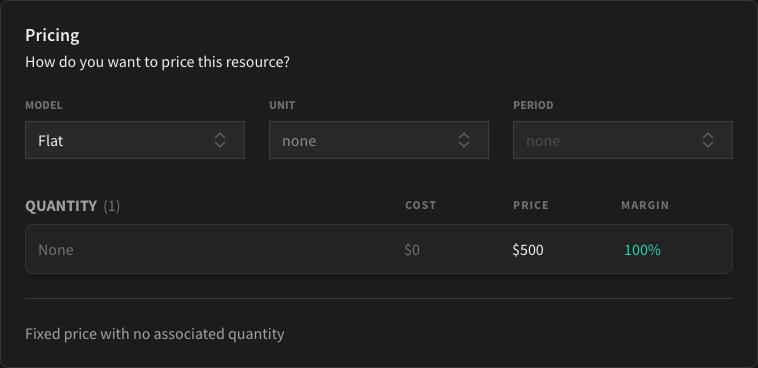 Pricing
How do you want to price this resource?
MODEL UNIT PERIOD
Flat none none
QUANTITY (1) COST PRICE MARGIN
None $0 $500 100%
Fixed price with no associated quantity